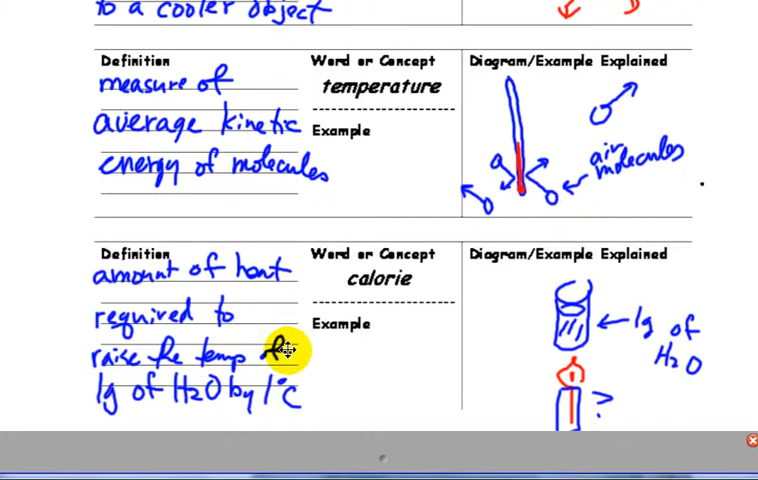 to a cooler object
Definition
measure of
average kinetic
energy of molecules
Word or Concept
temperature
Example
Diagram/Example Explained
air
molecules
Definition
amount of heat
required to
raise the temp of
1g of H2O by 1°C
Word or Concept
calorie
Example
Diagram/Example Explained
1g of
H2O
?